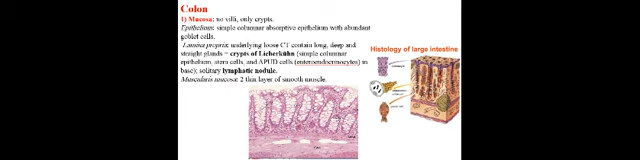 Colon
1) Mucosa: no villi, only crypts.
Epithelium: simple columnar absorptive epithelium with abundant
goblet cells.
Lamina propria: underlying loose CT contain long, deep and
straight glands = crypts of Lieberkühn (simple columnar
epithelium, stem cells, and APUD cells (enteroendocrinocytes) in
base); solitary lymphatic nodule.
Muscularis mucosa: 2 thin layer of smooth muscle.
Histology of large intestine